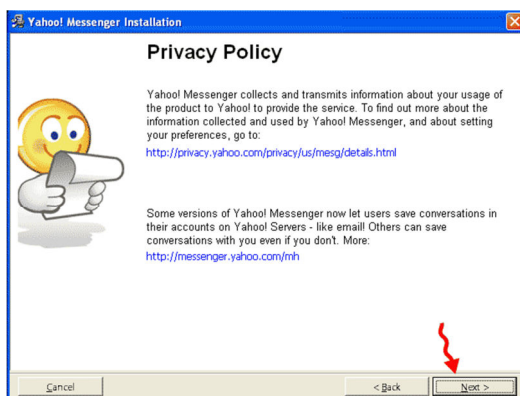 Yahoo! Messenger Installation
Privacy Policy
Yahoo! Messenger collects and transmits information about your usage of
the product to Yahoo! to provide the service. To find out more about the
information collected and used by Yahoo! Messenger, and about setting
your preferences, go to:
http://privacy.yahoo.com/privacy/us/mesg/details.html
Some versions of Yahoo! Messenger now let users save conversations in
their accounts on Yahoo! Servers - like email! Others can save
conversations with you even if you don't. More:
http://messenger.yahoo.com/mh
Cancel
< Back
Next >